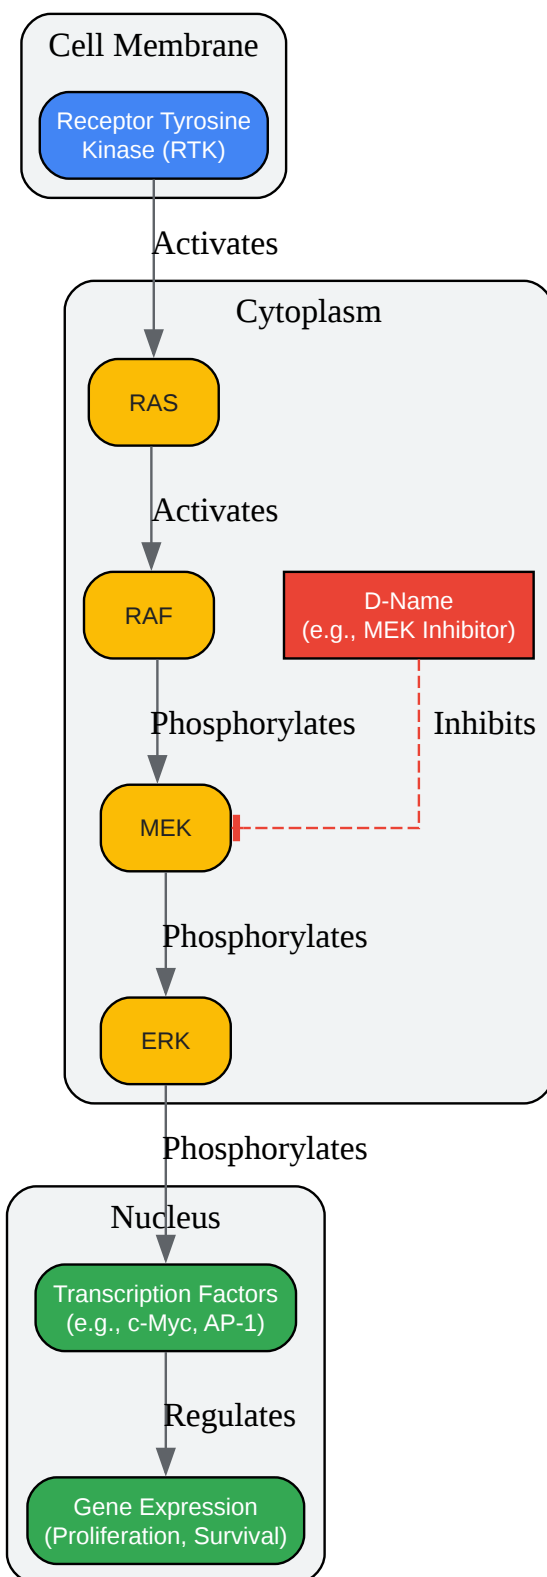 Cell Membrane
Receptor Tyrosine
Kinase (RTK)
Activates
Cytoplasm
RAS
Activates
RAF
D-Name
(e.g., MEK Inhibitor)
Phosphorylates
Inhibits
MEK
Phosphorylates
ERK
Phosphorylates
Nucleus
Transcription Factors
(e.g., c-Myc, AP-1)
Regulates
Gene Expression
(Proliferation, Survival)